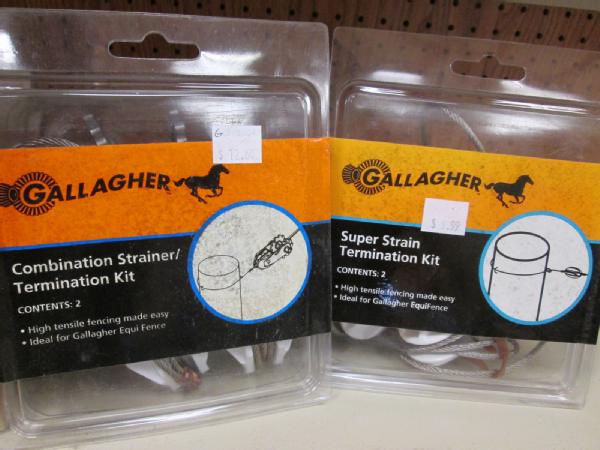 GALLAGHER
Combination Strainer/
Termination Kit
CONTENTS: 2
• High tensile fencing made easy
• Ideal for Gallagher Equi Fence
GALLAGHER
Super Strain
Termination Kit
CONTENTS: 2
• High tensile fencing made easy
• Ideal for Gallagher EquiFence